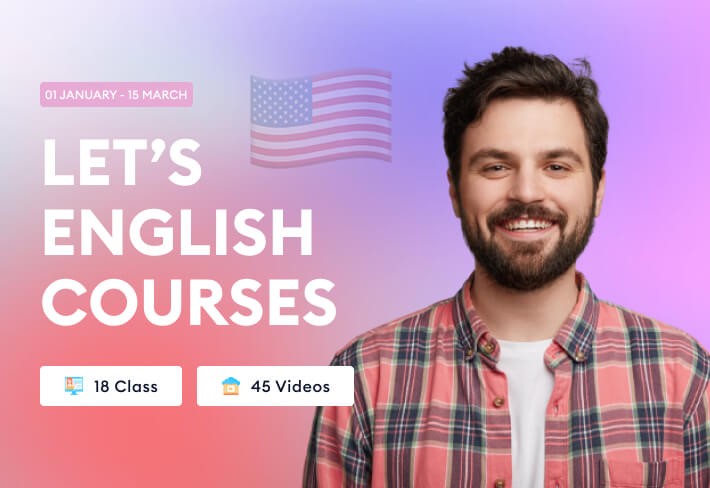 01 JANUARY - 15 MARCH
LET’S
ENGLISH
COURSES
18 Class
45 Videos